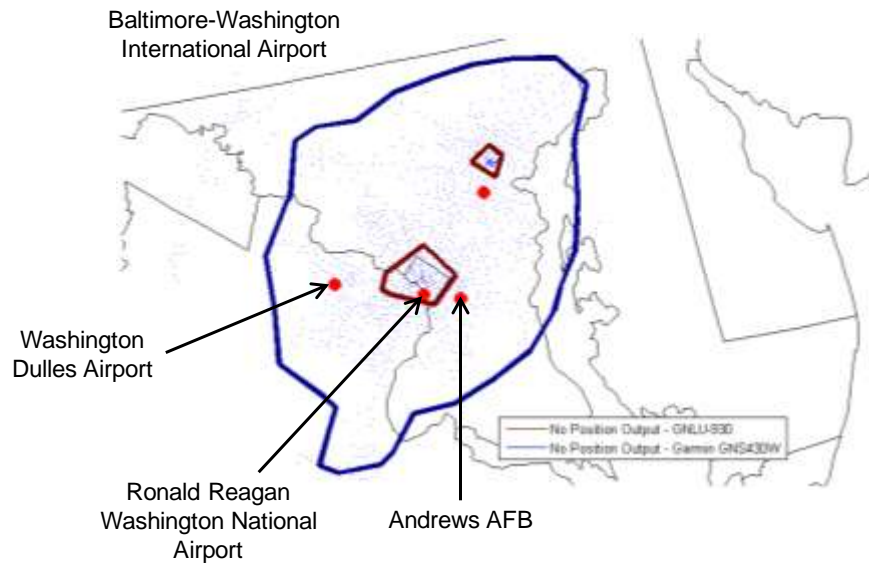 Baltimore-Washington
International Airport
Washington
Dulles Airport
No Position Output - GNLU-930
No Position Output - Garmin GNS430W
Ronald Reagan
Washington National
Airport
Andrews AFB